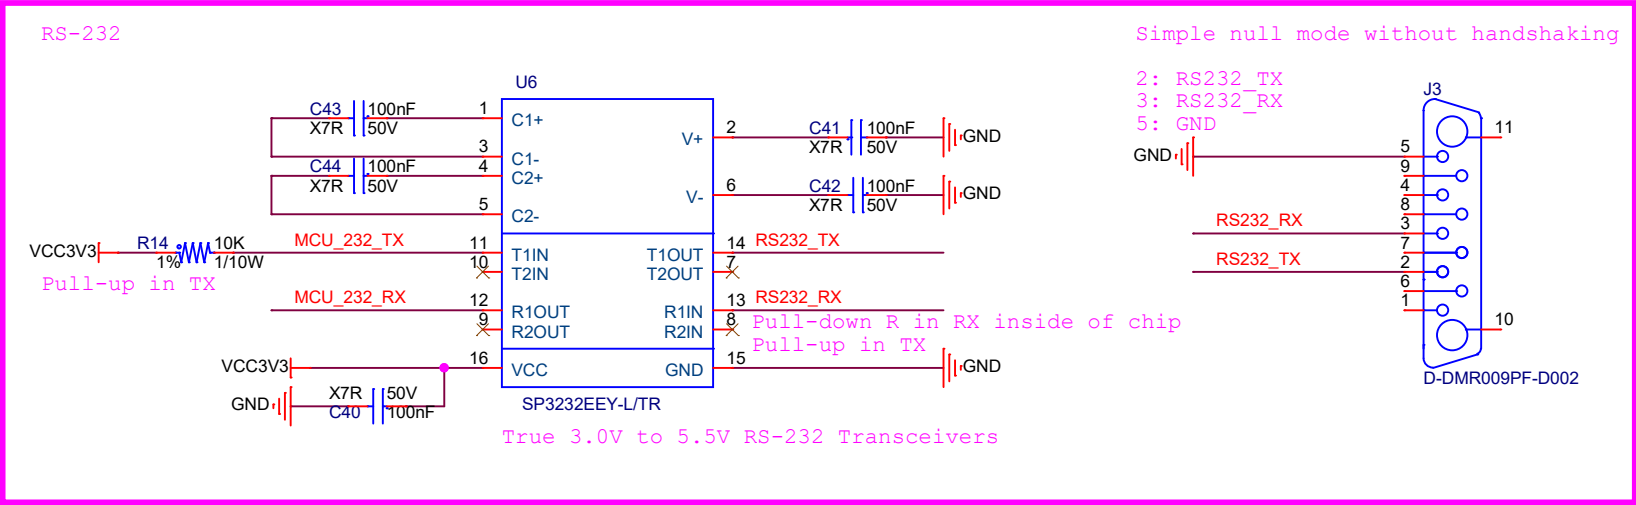 RS-232
Simple null mode without handshaking
2: RS232_TX
3: RS232_RX
5: GND
U6
J3
C43 100nF
X7R 50V
1
C1+
3
C1-
C44 100nF
X7R 50V
4
C2+
5
C2-
V+
2
C41 100nF
X7R 50V
GND
V-
6
C42 100nF
X7R 50V
GND
VCC3V3
R14 10K
1% 1/10W
MCU_232_TX
11
T1IN
10
T2IN
Pull-up in TX
T1OUT
14
RS232_TX
T2OUT
7
MCU_232_RX
12
R1OUT
9
R2OUT
R1IN
13
RS232_RX
R2IN
8
Pull-down R in RX inside of chip
Pull-up in TX
VCC3V3
16
VCC
GND
15
GND
GND
X7R 50V
C40 100nF
SP3232EEY-L/TR
True 3.0V to 5.5V RS-232 Transceivers
GND
5
9
4
8
RS232_RX
3
7
RS232_TX
2
6
1
11
10
D-DMR009PF-D002